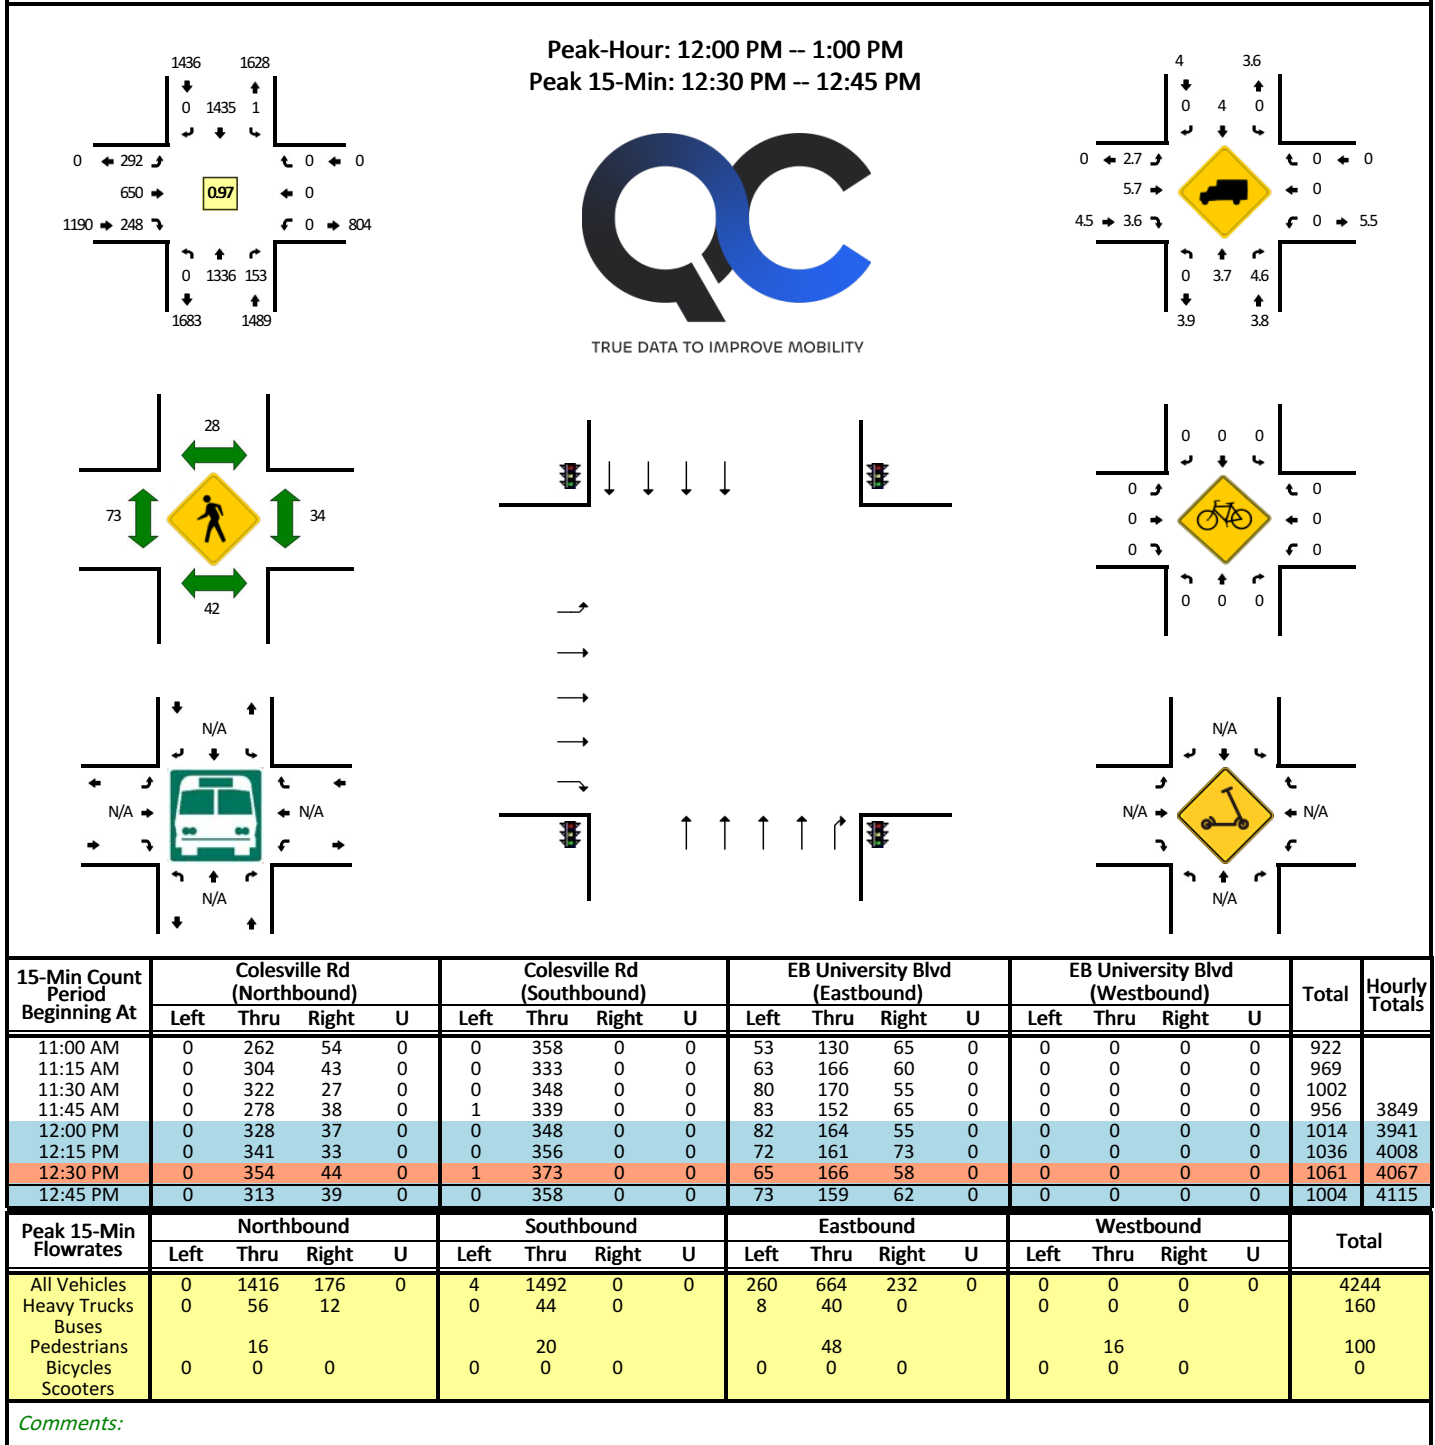 Peak-Hour: 12:00 PM -- 1:00 PM
Peak 15-Min: 12:30 PM -- 12:45 PM
1436 1628
0 1435 1
0 292 0 0
650 0.97 0
1190 248 0 804
0 1336 153
1683 1489
QC
TRUE DATA TO IMPROVE MOBILITY
4 3.6
0 4 0
0 2.7 0 0
5.7 0
4.5 3.6 0 5.5
0 3.7 4.6
3.9 3.8
28
73 34
42
0 0 0
0 0
0 0
0 0
0 0 0
N/A
N/A N/A
N/A
N/A
N/A N/A
N/A
15-Min Count Period Beginning At Colesville Rd (Northbound) Colesville Rd (Southbound) EB University Blvd (Eastbound) EB University Blvd (Westbound) Total Hourly Totals
Left Thru Right U Left Thru Right U Left Thru Right U Left Thru Right U
11:00 AM 0 262 54 0 0 358 0 0 53 130 65 0 0 0 0 0 922
11:15 AM 0 304 43 0 0 333 0 0 63 166 60 0 0 0 0 0 969
11:30 AM 0 322 27 0 0 348 0 0 80 170 55 0 0 0 0 0 1002
11:45 AM 0 278 38 0 1 339 0 0 83 152 65 0 0 0 0 0 956 3849
12:00 PM 0 328 37 0 0 348 0 0 82 164 55 0 0 0 0 0 1014 3941
12:15 PM 0 341 33 0 0 356 0 0 72 161 73 0 0 0 0 0 1036 4008
12:30 PM 0 354 44 0 1 373 0 0 65 166 58 0 0 0 0 0 1061 4067
12:45 PM 0 313 39 0 0 358 0 0 73 159 62 0 0 0 0 0 1004 4115
Peak 15-Min Flowrates Northbound Southbound Eastbound Westbound Total
Left Thru Right U Left Thru Right U Left Thru Right U Left Thru Right U
All Vehicles 0 1416 176 0 4 1492 0 0 260 664 232 0 0 0 0 0 4244
Heavy Trucks 0 56 12 0 44 0 8 40 0 0 0 0 160
Buses
Pedestrians 16 20 48 16 100
Bicycles 0 0 0 0 0 0 0 0 0 0 0 0 0
Scooters
Comments: